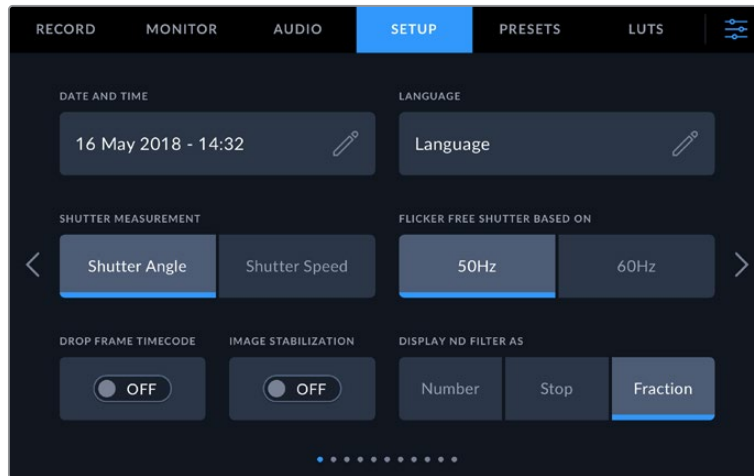 RECORD MONITOR AUDIO SETUP PRESETS LUTS
DATE AND TIME
16 May 2018 - 14:32
LANGUAGE
Language
SHUTTER MEASUREMENT
Shutter Angle Shutter Speed
FLICKER FREE SHUTTER BASED ON
50Hz 60Hz
DROP FRAME TIMECODE
OFF
IMAGE STABILIZATION
OFF
DISPLAY ND FILTER AS
Number Stop Fraction